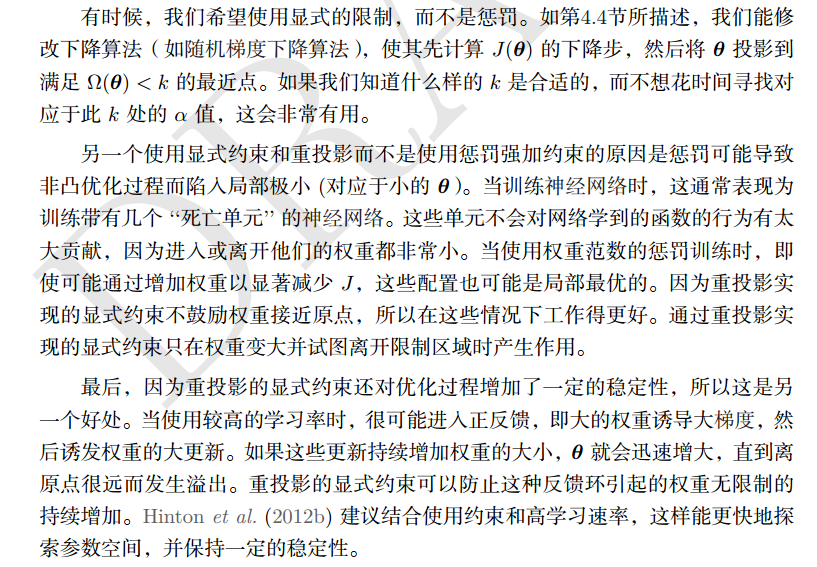 有时候，我们希望使用显式的限制，而不是惩罚。如第4.4节所描述，我们能修
改下降算法（如随机梯度下降算法），使其先计算 J(θ) 的下降步，然后将 θ 投影到
满足 Ω(θ) < k 的最近点。如果我们知道什么样的 k 是合适的，而不想花时间寻找对
应于此 k 处的 α 值，这会非常有用。
另一个使用显式约束和重投影而不是使用惩罚强加约束的原因是惩罚可能导致
非凸优化过程而陷入局部极小 (对应于小的 θ）。当训练神经网络时，这通常表现为
训练带有几个 “死亡单元” 的神经网络。这些单元不会对网络学到的函数的行为有太
大贡献，因为进入或离开他们的权重都非常小。当使用权重范数的惩罚训练时，即
使可能通过增加权重以显著减少 J，这些配置也可能是局部最优的。因为重投影实
现的显式约束不鼓励权重接近原点，所以在这些情况下工作得更好。通过重投影实
现的显式约束只在权重变大并试图离开限制区域时产生作用。
最后，因为重投影的显式约束还对优化过程增加了一定的稳定性，所以这是另
一个好处。当使用较高的学习率时，很可能进入正反馈，即大的权重诱导大梯度，然
后诱发权重的大更新。如果这些更新持续增加权重的大小，θ 就会迅速增大，直到离
原点很远而发生溢出。重投影的显式约束可以防止这种反馈环引起的权重无限制的
持续增加。Hinton et al. (2012b) 建议结合使用约束和高学习速率，这样能更快地探
索参数空间，并保持一定的稳定性。
DRA